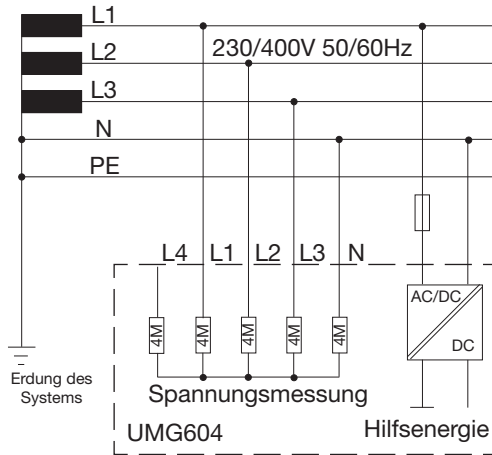 L1
L2
230/400V 50/60Hz
L3
N
PE
L4 L1 L2 L3 N
AC/DC
DC
4M 4M 4M 4M 4M
Erdung des
Systems
Spannungsmessung
UMG604
Hilfsenergie